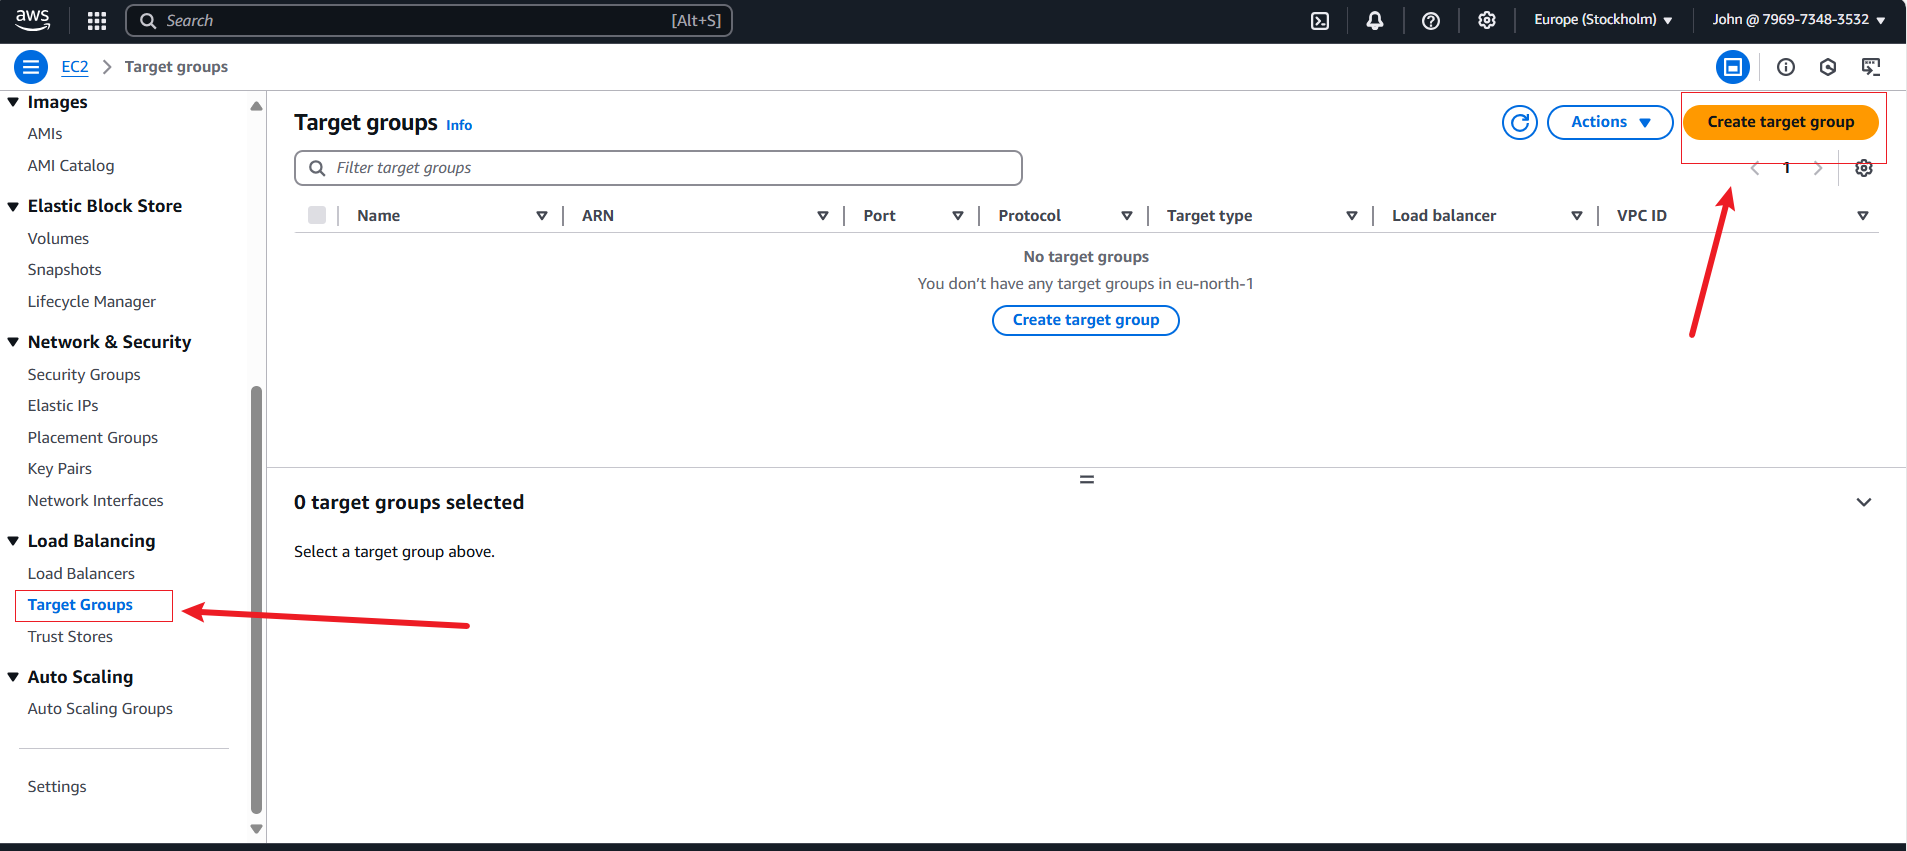 aws Search [Alt+S] Europe (Stockholm) John @ 7969-7348-3532
EC2 Target groups
Images
AMIs
AMI Catalog
Elastic Block Store
Volumes
Snapshots
Lifecycle Manager
Network & Security
Security Groups
Elastic IPs
Placement Groups
Key Pairs
Network Interfaces
Load Balancing
Load Balancers
Target Groups
Trust Stores
Auto Scaling
Auto Scaling Groups
Settings
Target groups Info Actions Create target group
Filter target groups 1
Name ARN Port Protocol Target type Load balancer VPC ID
No target groups
You don’t have any target groups in eu-north-1
Create target group
0 target groups selected
Select a target group above.